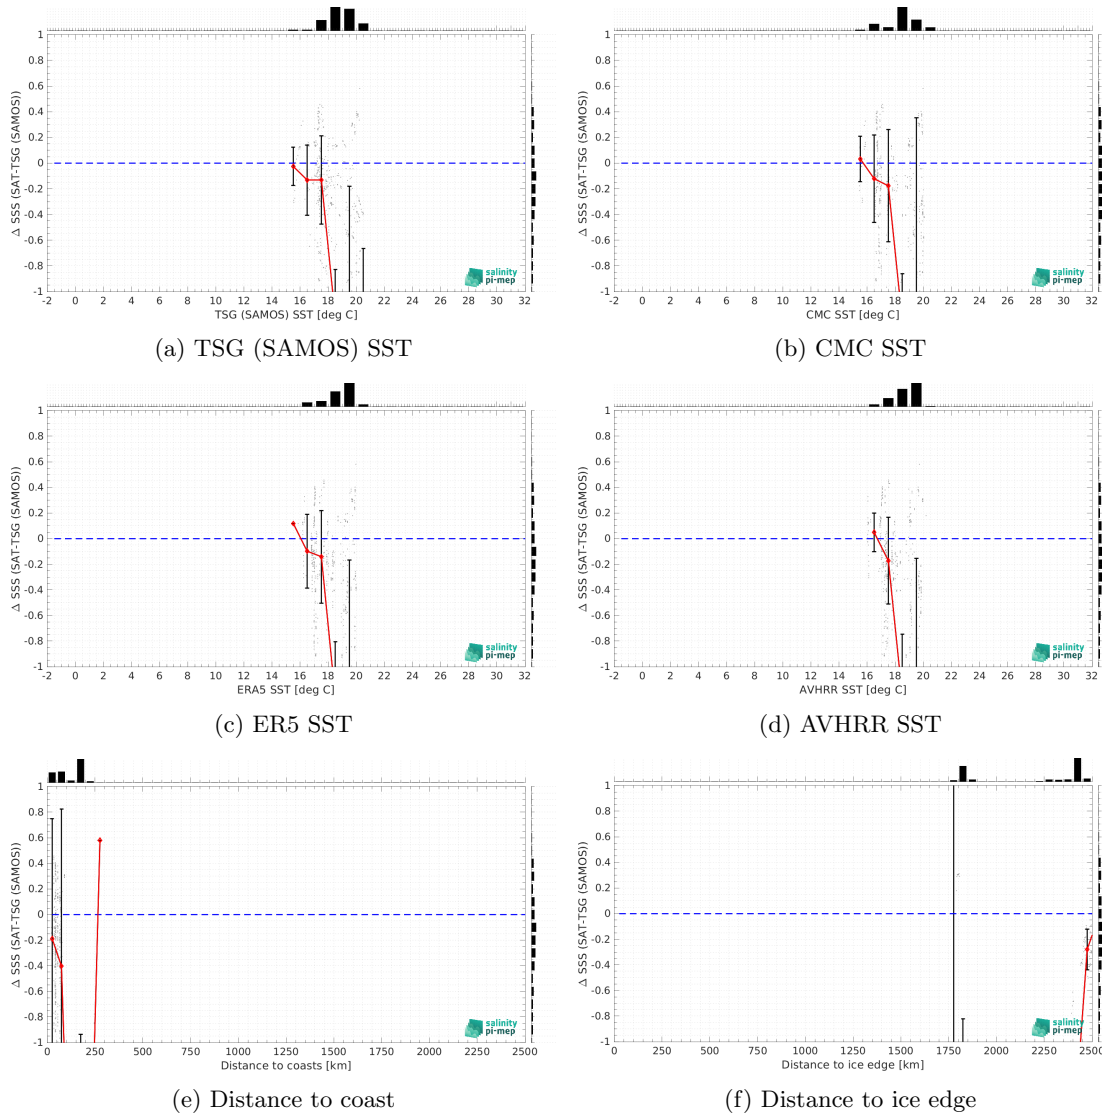 1
0.8
0.6
0.4
0.2
0
-0.2
-0.4
-0.6
-0.8
-1
Δ SSS (SAT-TSG (SAMOS))
salinity
pi-mep
-2 0 2 4 6 8 10 12 14 16 18 20 22 24 26 28 30 32
TSG (SAMOS) SST [deg C]
(a) TSG (SAMOS) SST
1
0.8
0.6
0.4
0.2
0
-0.2
-0.4
-0.6
-0.8
-1
Δ SSS (SAT-TSG (SAMOS))
salinity
pi-mep
-2 0 2 4 6 8 10 12 14 16 18 20 22 24 26 28 30 32
CMC SST [deg C]
(b) CMC SST
1
0.8
0.6
0.4
0.2
0
-0.2
-0.4
-0.6
-0.8
-1
Δ SSS (SAT-TSG (SAMOS))
salinity
pi-mep
-2 0 2 4 6 8 10 12 14 16 18 20 22 24 26 28 30 32
ERA5 SST [deg C]
(c) ER5 SST
1
0.8
0.6
0.4
0.2
0
-0.2
-0.4
-0.6
-0.8
-1
Δ SSS (SAT-TSG (SAMOS))
salinity
pi-mep
-2 0 2 4 6 8 10 12 14 16 18 20 22 24 26 28 30 32
AVHRR SST [deg C]
(d) AVHRR SST
1
0.8
0.6
0.4
0.2
0
-0.2
-0.4
-0.6
-0.8
-1
Δ SSS (SAT-TSG (SAMOS))
salinity
pi-mep
0 250 500 750 1000 1250 1500 1750 2000 2250 2500
Distance to coasts [km]
(e) Distance to coast
1
0.8
0.6
0.4
0.2
0
-0.2
-0.4
-0.6
-0.8
-1
Δ SSS (SAT-TSG (SAMOS))
salinity
pi-mep
0 250 500 750 1000 1250 1500 1750 2000 2250 2500
Distance to ice edge [km]
(f) Distance to ice edge